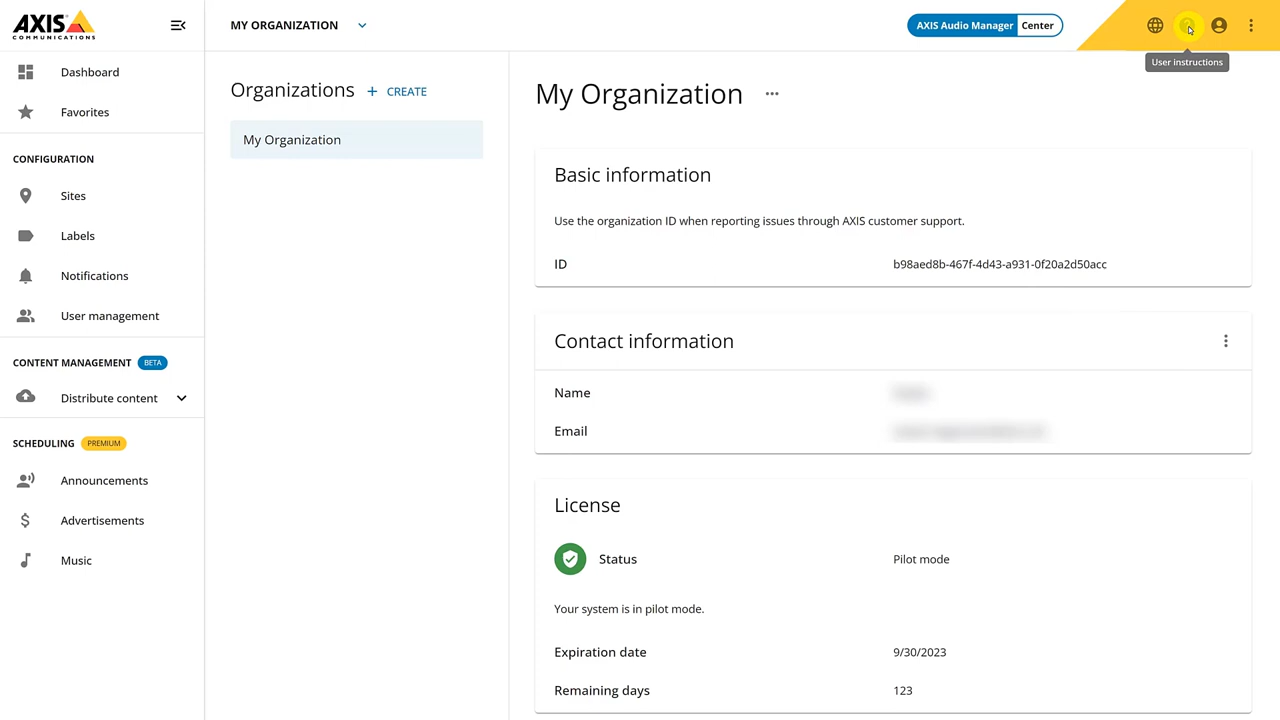 AXIS
COMMUNICATIONS
MY ORGANIZATION
AXIS Audio Manager Center
User instructions
Dashboard
Favorites
CONFIGURATION
Sites
Labels
Notifications
User management
CONTENT MANAGEMENT BETA
Distribute content
SCHEDULING PREMIUM
Announcements
Advertisements
Music
Organizations + CREATE
My Organization
My Organization
Basic information
Use the organization ID when reporting issues through AXIS customer support.
ID b98aed8b-467f-4d43-a931-0f20a2d50acc
Contact information
Name
Email
License
Status Pilot mode
Your system is in pilot mode.
Expiration date 9/30/2023
Remaining days 123